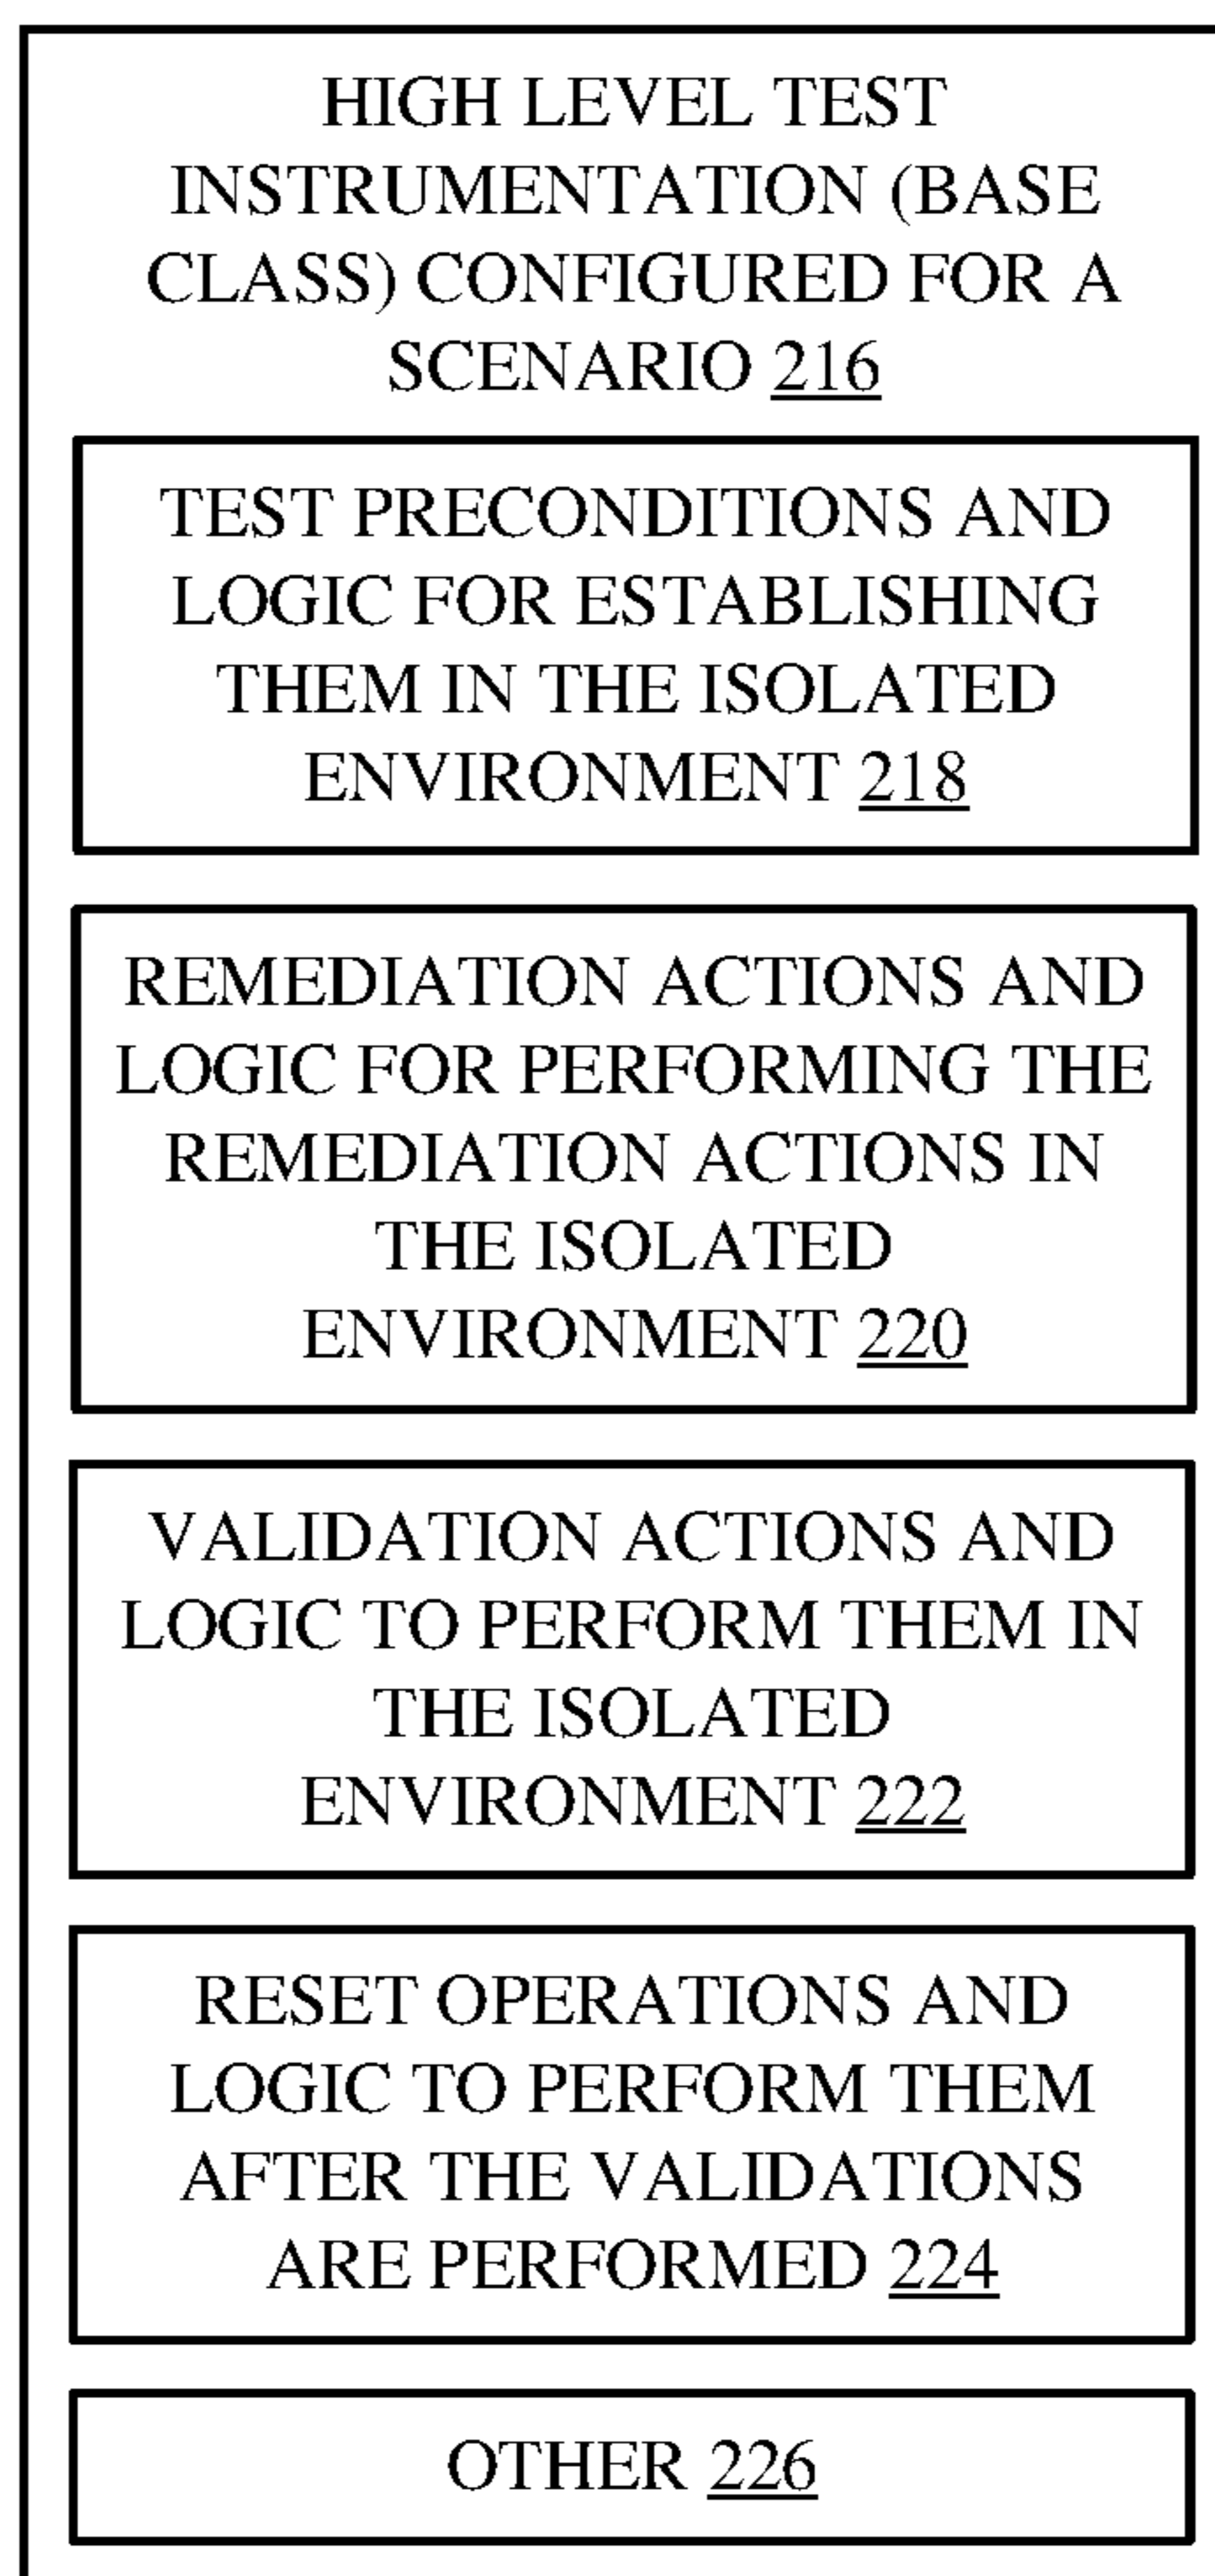 HIGH LEVEL TEST
INSTRUMENTATION (BASE
CLASS) CONFIGURED FOR A
SCENARIO 216
TEST PRECONDITIONS AND
LOGIC FOR ESTABLISHING
THEM IN THE ISOLATED
ENVIRONMENT 218
REMEDIATION ACTIONS AND
LOGIC FOR PERFORMING THE
REMEDIATION ACTIONS IN
THE ISOLATED
ENVIRONMENT 220
VALIDATION ACTIONS AND
LOGIC TO PERFORM THEM IN
THE ISOLATED
ENVIRONMENT 222
RESET OPERATIONS AND
LOGIC TO PERFORM THEM
AFTER THE VALIDATIONS
ARE PERFORMED 224
OTHER 226